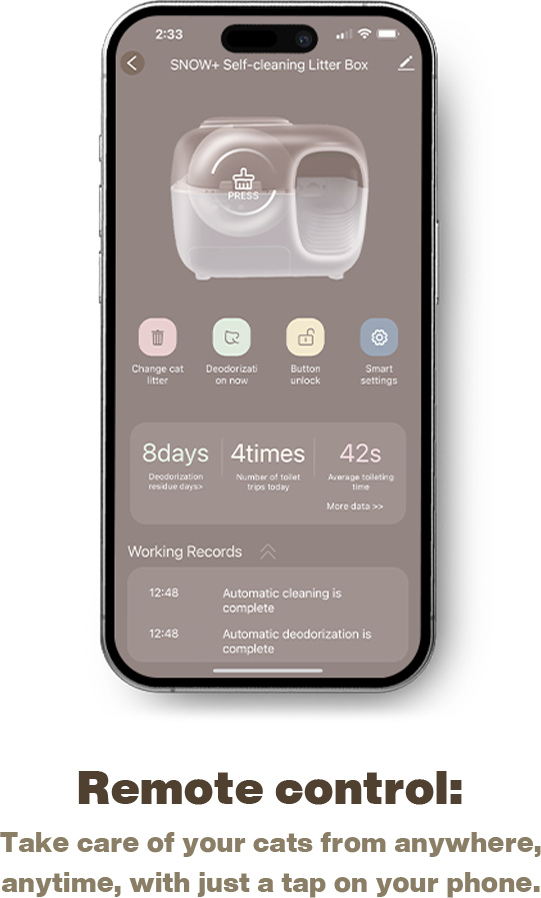 2:33
SNOW+ Self-cleaning Litter Box
PRESS
Change cat
litter
Deodorizati
on now
Button
unlock
Smart
settings
8days
Deodorization
residue days>
4times
Number of toilet
trips today
42s
Average toileting
time
More data >>
Working Records
12:48
Automatic cleaning is
complete
12:48
Automatic deodorization is
complete
Remote control:
Take care of your cats from anywhere,
anytime, with just a tap on your phone.